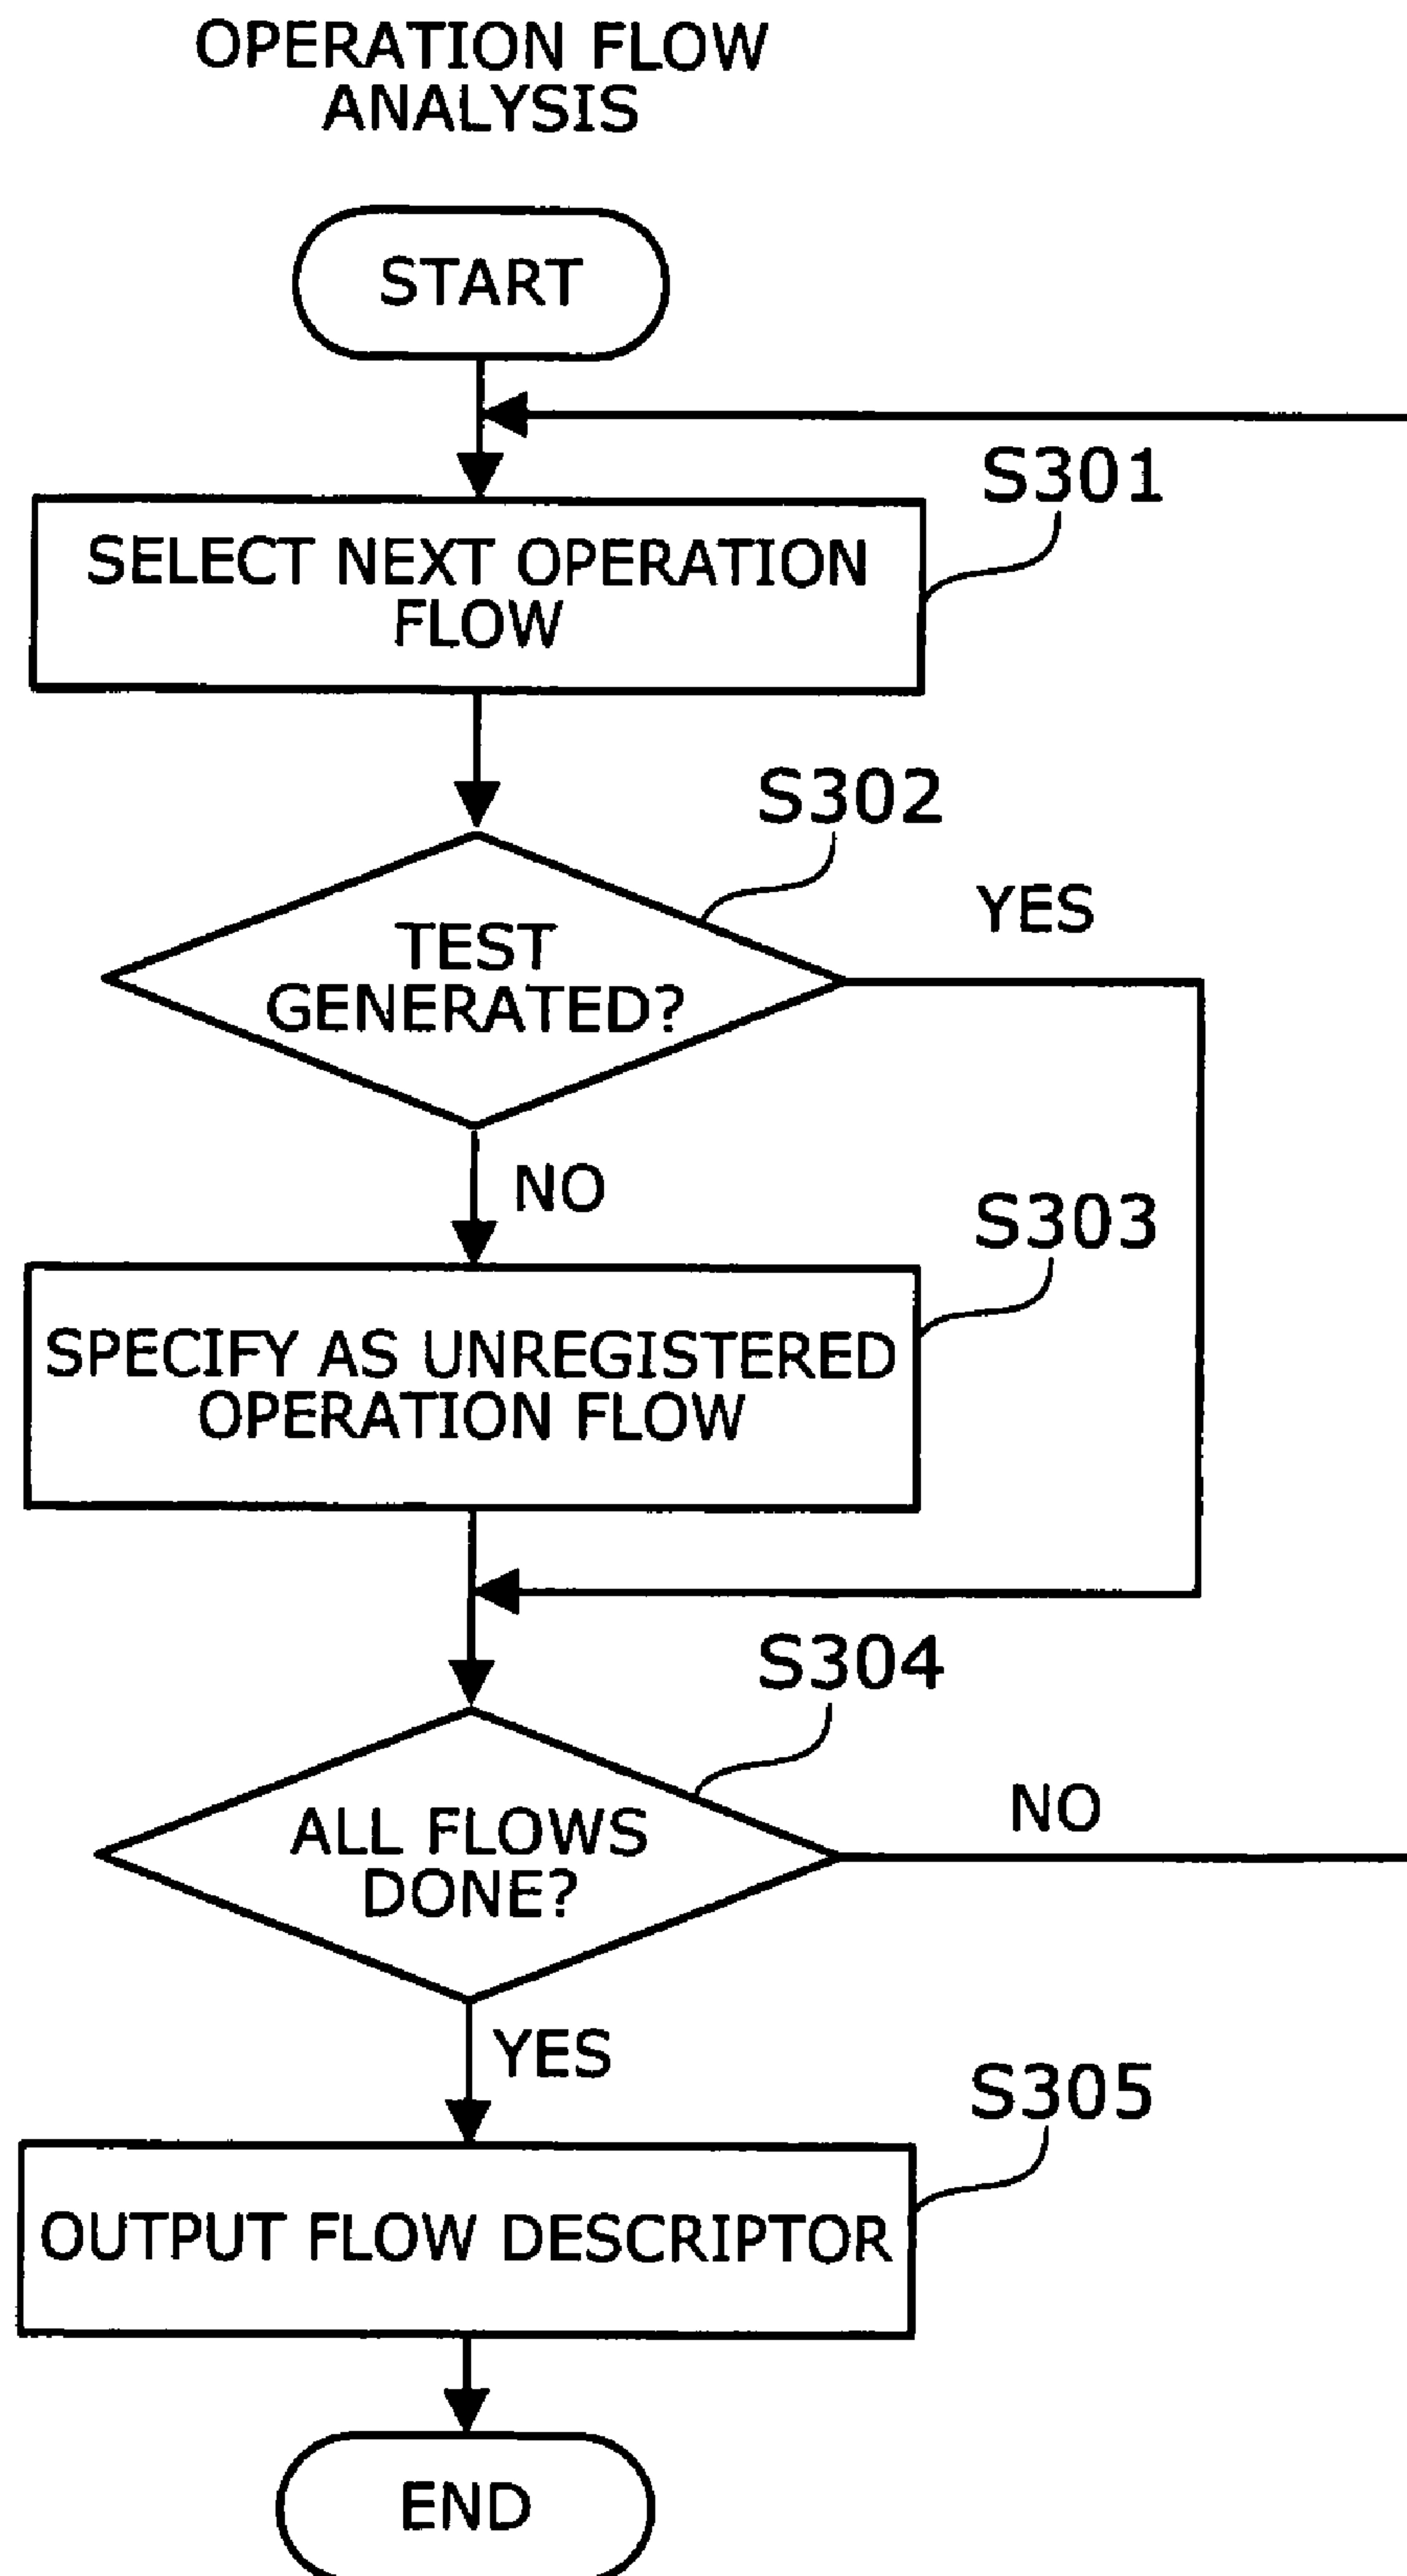 OPERATION FLOW
ANALYSIS
START
S301
SELECT NEXT OPERATION
FLOW
S302
YES
TEST
GENERATED?
NO
S303
SPECIFY AS UNREGISTERED
OPERATION FLOW
S304
NO
ALL FLOWS
DONE?
YES
S305
OUTPUT FLOW DESCRIPTOR
END